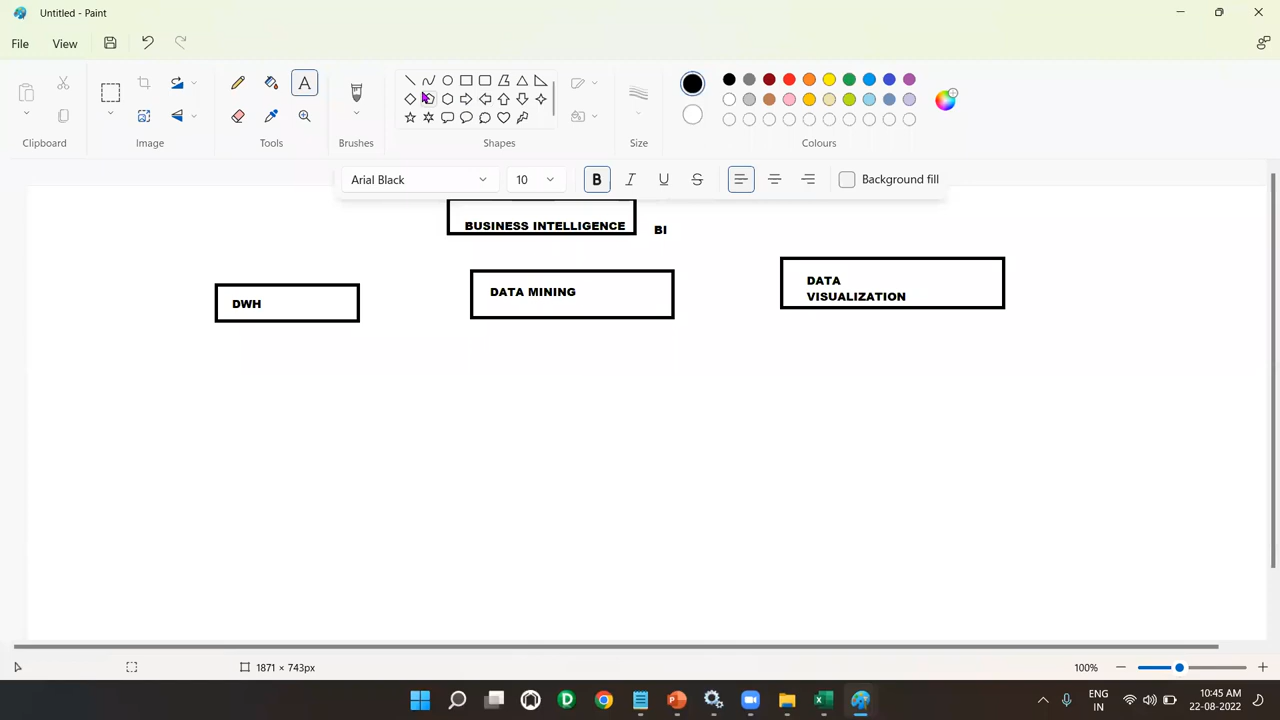 Untitled - Paint
File View
Clipboard
Image
Tools
Brushes
Shapes
Size
Colours
Arial Black
10
B
I
U
Background fill
BUSINESS INTELLIGENCE
BI
DWH
DATA MINING
DATA
VISUALIZATION
1871 × 743px
100%
ENG
IN
10:45 AM
22-08-2022